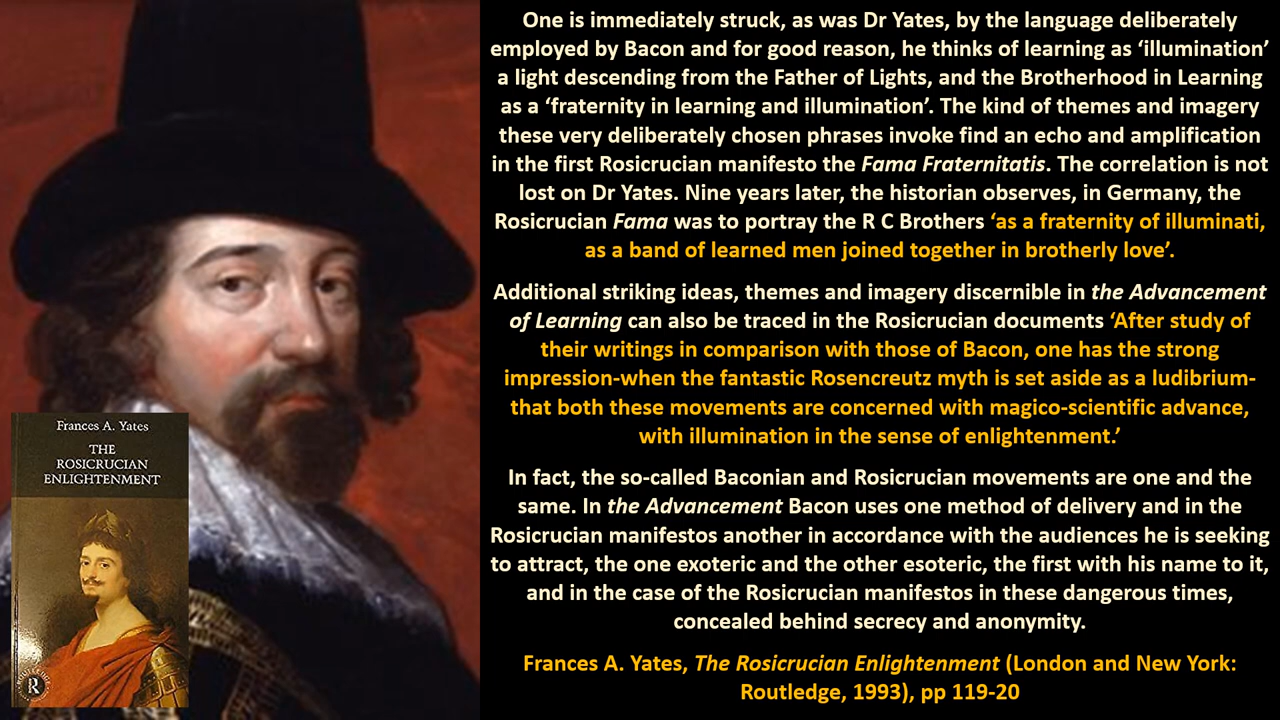 One is immediately struck, as was Dr Yates, by the language deliberately
employed by Bacon and for good reason, he thinks of learning as ‘illumination’
a light descending from the Father of Lights, and the Brotherhood in Learning
as a ‘fraternity in learning and illumination’. The kind of themes and imagery
these very deliberately chosen phrases invoke find an echo and amplification
in the first Rosicrucian manifesto the Fama Fraternitatis. The correlation is not
lost on Dr Yates. Nine years later, the historian observes, in Germany, the
Rosicrucian Fama was to portray the R C Brothers ‘as a fraternity of illuminati,
as a band of learned men joined together in brotherly love’.
Additional striking ideas, themes and imagery discernible in the Advancement
of Learning can also be traced in the Rosicrucian documents ‘After study of
their writings in comparison with those of Bacon, one has the strong
impression-when the fantastic Rosencreutz myth is set aside as a ludibrium-
that both these movements are concerned with magico-scientific advance,
with illumination in the sense of enlightenment.’
In fact, the so-called Baconian and Rosicrucian movements are one and the
same. In the Advancement Bacon uses one method of delivery and in the
Rosicrucian manifestos another in accordance with the audiences he is seeking
to attract, the one exoteric and the other esoteric, the first with his name to it,
and in the case of the Rosicrucian manifestos in these dangerous times,
concealed behind secrecy and anonymity.
Frances A. Yates, The Rosicrucian Enlightenment (London and New York:
Routledge, 1993), pp 119-20
Frances A. Yates
THE
ROSICRUCIAN
ENLIGHTENMENT
R